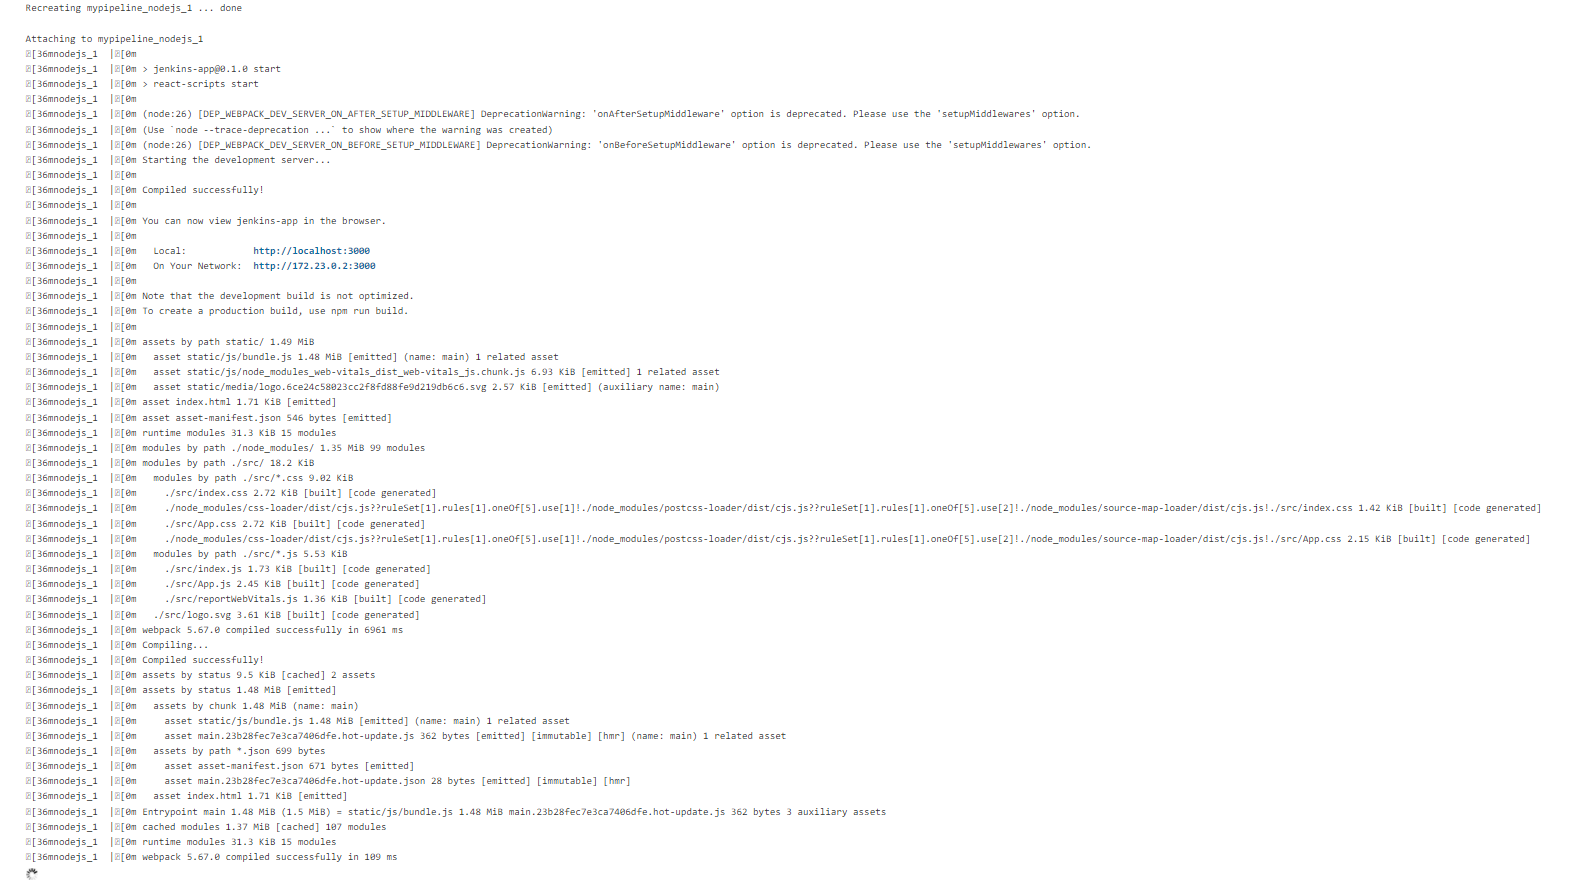 Recreating mypipeline_nodejs_1 ... done
Attaching to mypipeline_nodejs_1
[36mnodejs_1  |[0m
[36mnodejs_1  |[0m > jenkins-app@0.1.0 start
[36mnodejs_1  |[0m > react-scripts start
[36mnodejs_1  |[0m
[36mnodejs_1  |[0m (node:26) [DEP_WEBPACK_DEV_SERVER_ON_AFTER_SETUP_MIDDLEWARE] DeprecationWarning: 'onAfterSetupMiddleware' option is deprecated. Please use the 'setupMiddlewares' option.
[36mnodejs_1  |[0m (Use `node --trace-deprecation ...` to show where the warning was created)
[36mnodejs_1  |[0m (node:26) [DEP_WEBPACK_DEV_SERVER_ON_BEFORE_SETUP_MIDDLEWARE] DeprecationWarning: 'onBeforeSetupMiddleware' option is deprecated. Please use the 'setupMiddlewares' option.
[36mnodejs_1  |[0m Starting the development server...
[36mnodejs_1  |[0m
[36mnodejs_1  |[0m Compiled successfully!
[36mnodejs_1  |[0m
[36mnodejs_1  |[0m You can now view jenkins-app in the browser.
[36mnodejs_1  |[0m
[36mnodejs_1  |[0m   Local:            http://localhost:3000
[36mnodejs_1  |[0m   On Your Network:  http://172.23.0.2:3000
[36mnodejs_1  |[0m
[36mnodejs_1  |[0m Note that the development build is not optimized.
[36mnodejs_1  |[0m To create a production build, use npm run build.
[36mnodejs_1  |[0m
[36mnodejs_1  |[0m assets by path static/ 1.49 MiB
[36mnodejs_1  |[0m   asset static/js/bundle.js 1.48 MiB [emitted] (name: main) 1 related asset
[36mnodejs_1  |[0m   asset static/js/node_modules_web-vitals_dist_web-vitals_js.chunk.js 6.93 KiB [emitted] 1 related asset
[36mnodejs_1  |[0m   asset static/media/logo.6ce24c58023cc2f8fd88fe9d219db6c6.svg 2.57 KiB [emitted] (auxiliary name: main)
[36mnodejs_1  |[0m asset index.html 1.71 KiB [emitted]
[36mnodejs_1  |[0m asset asset-manifest.json 546 bytes [emitted]
[36mnodejs_1  |[0m runtime modules 31.3 KiB 15 modules
[36mnodejs_1  |[0m modules by path ./node_modules/ 1.35 MiB 99 modules
[36mnodejs_1  |[0m modules by path ./src/ 18.2 KiB
[36mnodejs_1  |[0m   modules by path ./src/*.css 9.02 KiB
[36mnodejs_1  |[0m     ./src/index.css 2.72 KiB [built] [code generated]
[36mnodejs_1  |[0m     ./node_modules/css-loader/dist/cjs.js??ruleSet[1].rules[1].oneOf[5].use[1]!./node_modules/postcss-loader/dist/cjs.js??ruleSet[1].rules[1].oneOf[5].use[2]!./node_modules/source-map-loader/dist/cjs.js!./src/index.css 1.42 KiB [built] [code generated]
[36mnodejs_1  |[0m     ./src/App.css 2.72 KiB [built] [code generated]
[36mnodejs_1  |[0m     ./node_modules/css-loader/dist/cjs.js??ruleSet[1].rules[1].oneOf[5].use[1]!./node_modules/postcss-loader/dist/cjs.js??ruleSet[1].rules[1].oneOf[5].use[2]!./node_modules/source-map-loader/dist/cjs.js!./src/App.css 2.15 KiB [built] [code generated]
[36mnodejs_1  |[0m   modules by path ./src/*.js 5.53 KiB
[36mnodejs_1  |[0m     ./src/index.js 1.73 KiB [built] [code generated]
[36mnodejs_1  |[0m     ./src/App.js 2.45 KiB [built] [code generated]
[36mnodejs_1  |[0m     ./src/reportWebVitals.js 1.36 KiB [built] [code generated]
[36mnodejs_1  |[0m   ./src/logo.svg 3.61 KiB [built] [code generated]
[36mnodejs_1  |[0m webpack 5.67.0 compiled successfully in 6961 ms
[36mnodejs_1  |[0m Compiling...
[36mnodejs_1  |[0m Compiled successfully!
[36mnodejs_1  |[0m assets by status 9.5 KiB [cached] 2 assets
[36mnodejs_1  |[0m assets by status 1.48 MiB [emitted]
[36mnodejs_1  |[0m   assets by chunk 1.48 MiB (name: main)
[36mnodejs_1  |[0m     asset static/js/bundle.js 1.48 MiB [emitted] (name: main) 1 related asset
[36mnodejs_1  |[0m     asset main.23b28fec7e3ca7406dfe.hot-update.js 362 bytes [emitted] [immutable] [hmr] (name: main) 1 related asset
[36mnodejs_1  |[0m   assets by path *.json 699 bytes
[36mnodejs_1  |[0m     asset asset-manifest.json 671 bytes [emitted]
[36mnodejs_1  |[0m     asset main.23b28fec7e3ca7406dfe.hot-update.json 28 bytes [emitted] [immutable] [hmr]
[36mnodejs_1  |[0m   asset index.html 1.71 KiB [emitted]
[36mnodejs_1  |[0m Entrypoint main 1.48 MiB (1.5 MiB) = static/js/bundle.js 1.48 MiB main.23b28fec7e3ca7406dfe.hot-update.js 362 bytes 3 auxiliary assets
[36mnodejs_1  |[0m cached modules 1.37 MiB [cached] 107 modules
[36mnodejs_1  |[0m runtime modules 31.3 KiB 15 modules
[36mnodejs_1  |[0m webpack 5.67.0 compiled successfully in 109 ms